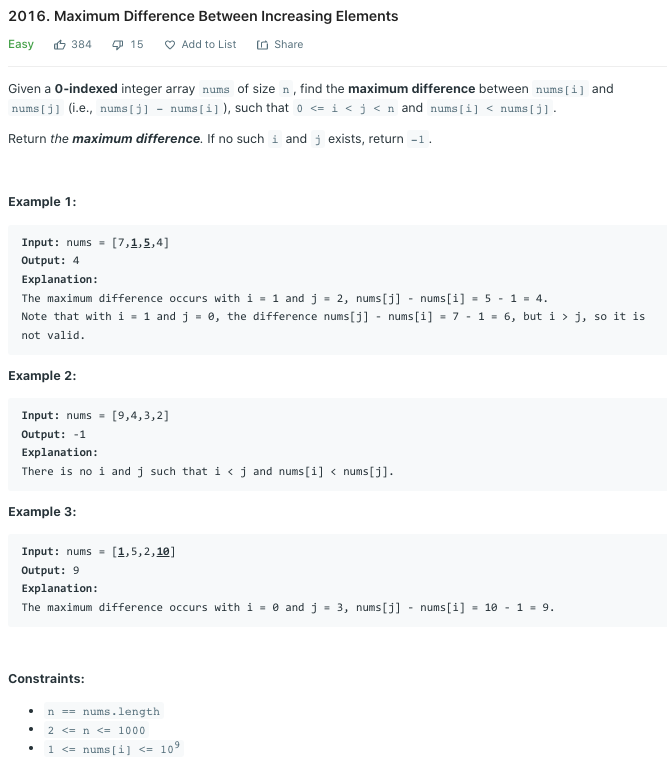 2016. Maximum Difference Between Increasing Elements
Easy 384 15 Add to List Share
Given a 0-indexed integer array nums of size n , find the maximum difference between nums[i] and
nums[j] (i.e., nums[j] - nums[i] ), such that 0 <= i < j < n and nums[i] < nums[j] .
Return the maximum difference. If no such i and j exists, return -1 .
Example 1:
Input: nums = [7,1,5,4]
Output: 4
Explanation:
The maximum difference occurs with i = 1 and j = 2, nums[j] - nums[i] = 5 - 1 = 4.
Note that with i = 1 and j = 0, the difference nums[j] - nums[i] = 7 - 1 = 6, but i > j, so it is
not valid.
Example 2:
Input: nums = [9,4,3,2]
Output: -1
Explanation:
There is no i and j such that i < j and nums[i] < nums[j].
Example 3:
Input: nums = [1,5,2,10]
Output: 9
Explanation:
The maximum difference occurs with i = 0 and j = 3, nums[j] - nums[i] = 10 - 1 = 9.
Constraints:
• n == nums.length
• 2 <= n <= 1000
• 1 <= nums[i] <= 10⁹